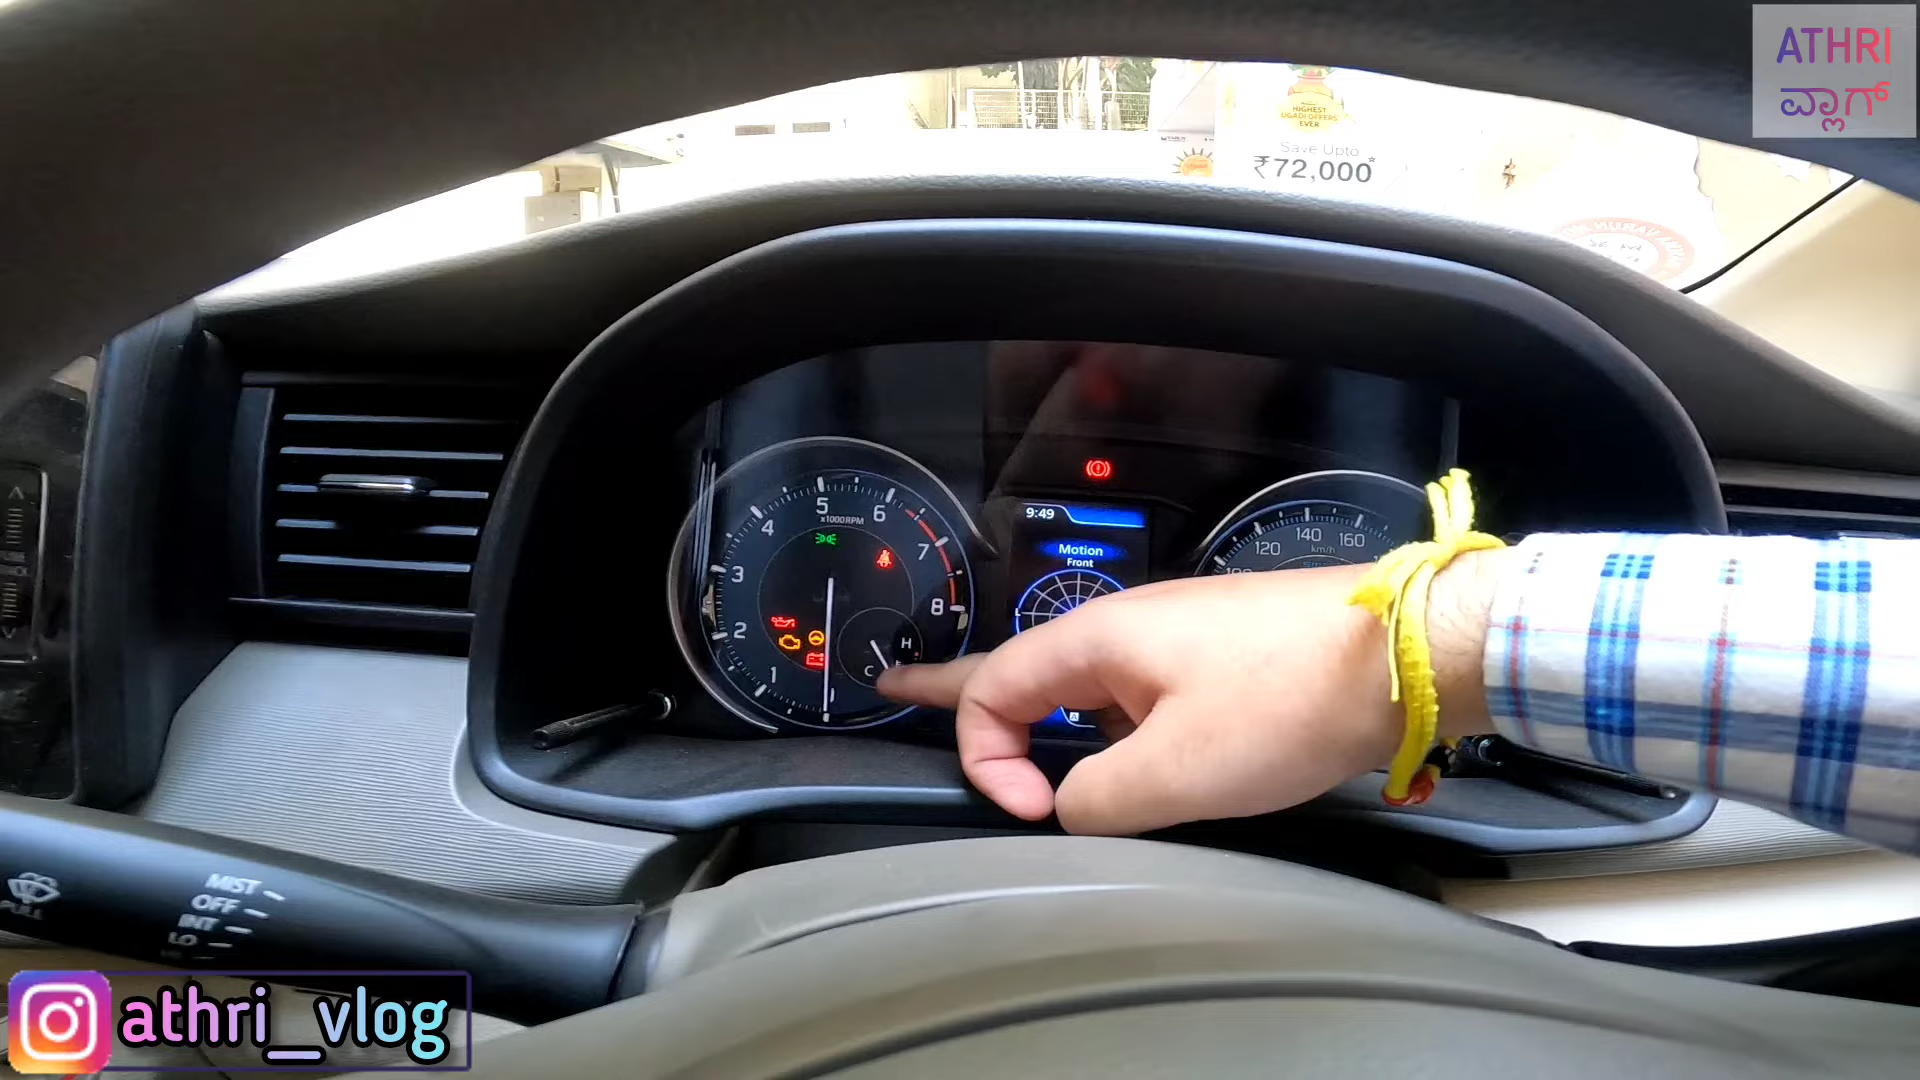 ATHRI
ವ್ಲಾಗ್
HIGHEST
UGADI OFFERS
EVER
Save Upto
₹72,000*
9:49
Motion
Front
1
2
3
4
5
6
7
8
x1000RPM
H
C
120
140
160
km/h
MIST
OFF
INT
LO
PULL
athri_vlog